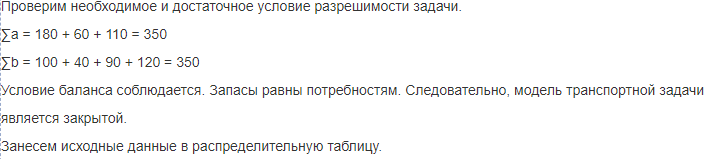 Проверим необходимое и достаточное условие разрешимости задачи.
∑a = 180 + 60 + 110 = 350
∑b = 100 + 40 + 90 + 120 = 350
Условие баланса соблюдается. Запасы равны потребностям. Следовательно, модель транспортной задачи
является закрытой.
Занесем исходные данные в распределительную таблицу.